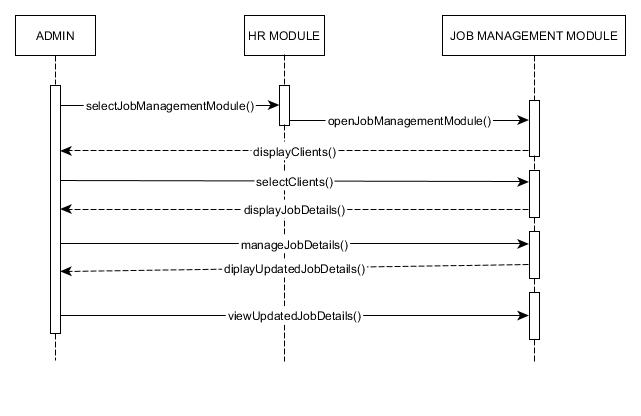 ADMIN
HR MODULE
JOB MANAGEMENT MODULE
selectJobManagementModule()
openJobManagementModule()
displayClients()
selectClients()
displayJobDetails()
manageJobDetails()
diplayUpdatedJobDetails()
viewUpdatedJobDetails()